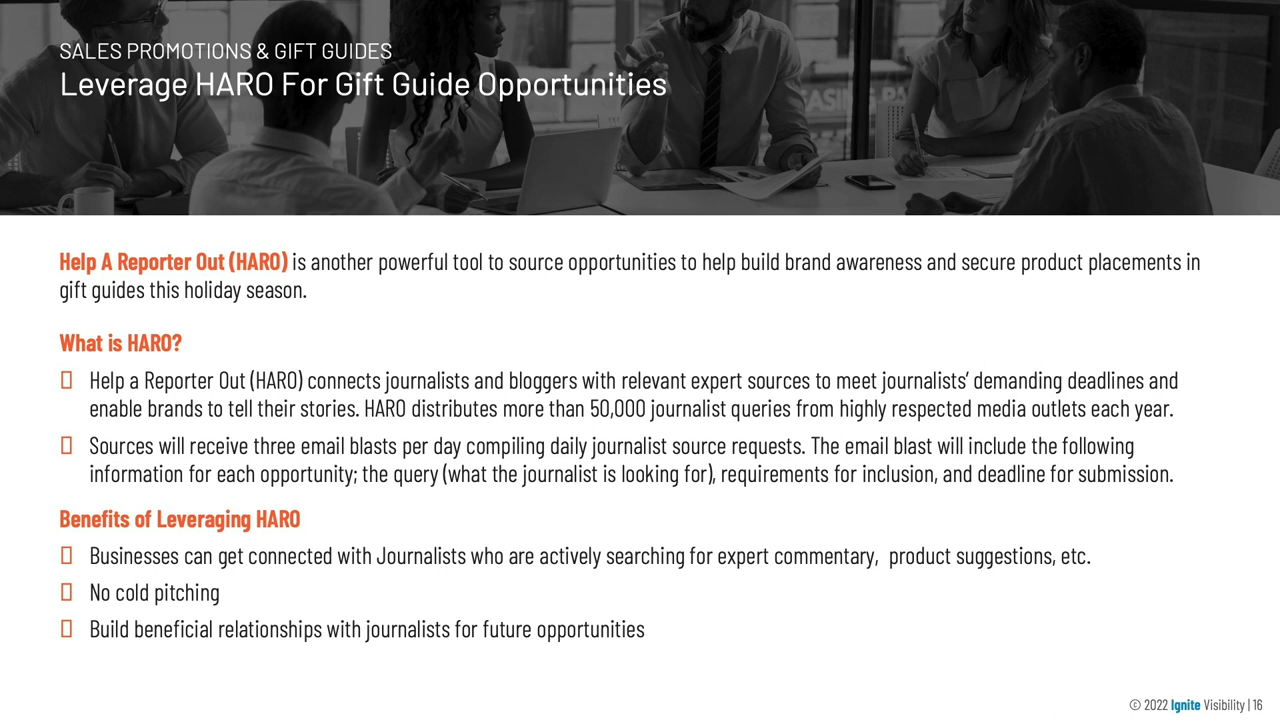 SALES PROMOTIONS & GIFT GUIDES
Leverage HARO For Gift Guide Opportunities
Help A Reporter Out (HARO) is another powerful tool to source opportunities to help build brand awareness and secure product placements in
gift guides this holiday season.
What is HARO?
Help a Reporter Out (HARO) connects journalists and bloggers with relevant expert sources to meet journalists’ demanding deadlines and
enable brands to tell their stories. HARO distributes more than 50,000 journalist queries from highly respected media outlets each year.
Sources will receive three email blasts per day compiling daily journalist source requests. The email blast will include the following
information for each opportunity; the query (what the journalist is looking for), requirements for inclusion, and deadline for submission.
Benefits of Leveraging HARO
Businesses can get connected with Journalists who are actively searching for expert commentary,  product suggestions, etc.
No cold pitching
Build beneficial relationships with journalists for future opportunities
© 2022 Ignite Visibility | 16